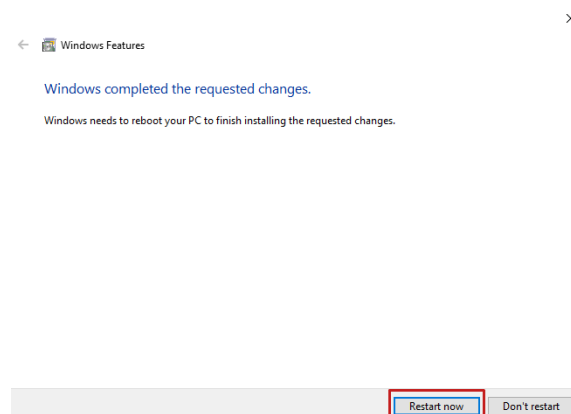 Windows Features
Windows completed the requested changes.
Windows needs to reboot your PC to finish installing the requested changes.
Restart now
Don't restart